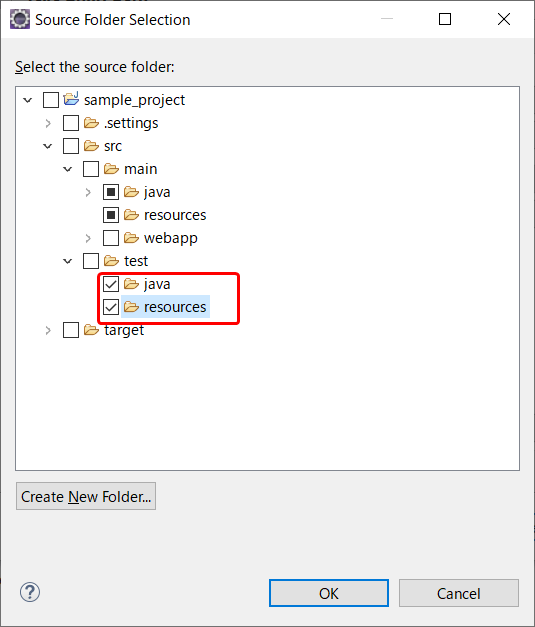 Source Folder Selection
Select the source folder:
sample_project
.settings
src
main
java
resources
webapp
test
java
resources
target
Create New Folder...
?
OK
Cancel